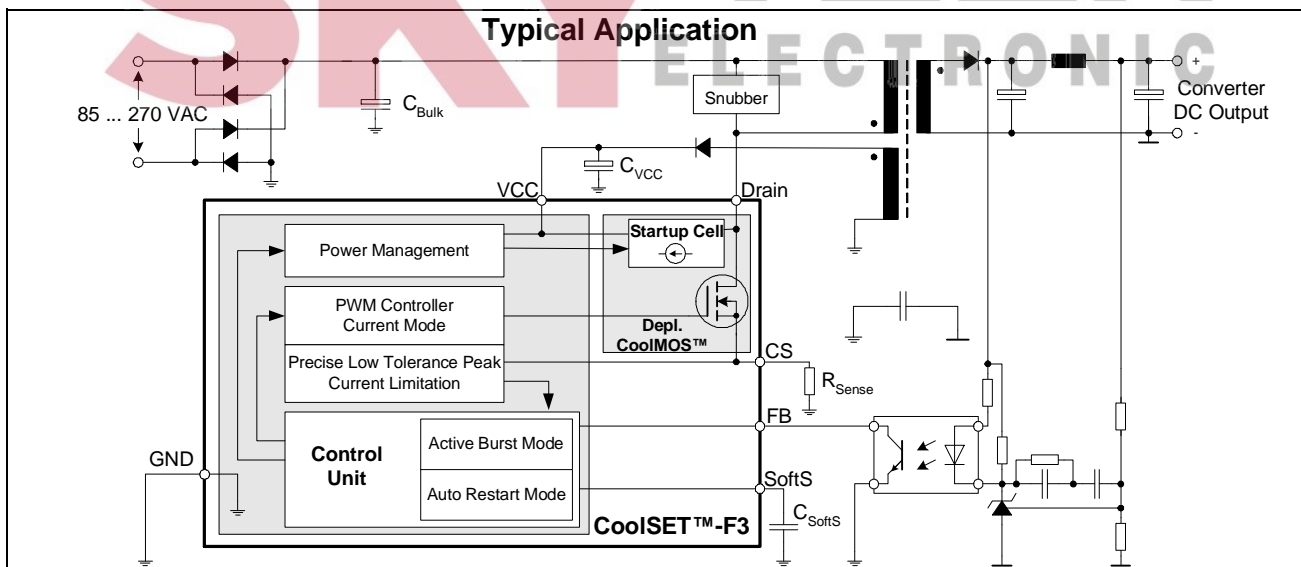 SKY
Typical Application
ELECTRONIC
85 ... 270 VAC
C_Bulk
Snubber
+
Converter
DC Output
-
C_VCC
VCC
Drain
Power Management
Startup Cell
PWM Controller
Current Mode
Depl.
CoolMOS™
Precise Low Tolerance Peak
Current Limitation
CS
R_Sense
FB
GND
Control
Unit
Active Burst Mode
Auto Restart Mode
SoftS
C_SoftS
CoolSET™-F3